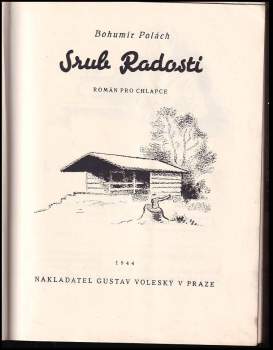 Bohumír Polách
Srub Radosti
ROMÁN PRO CHLAPCE
1944
NAKLADATEL GUSTAV VOLESKÝ V PRAZE